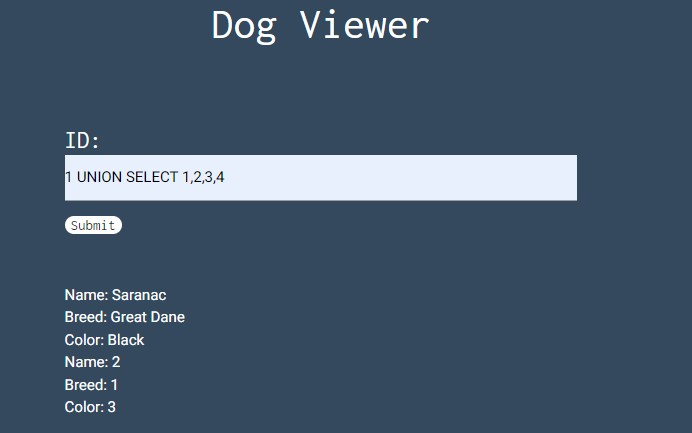 Dog Viewer
ID:
1 UNION SELECT 1,2,3,4
Submit
Name: Saranac
Breed: Great Dane
Color: Black
Name: 2
Breed: 1
Color: 3